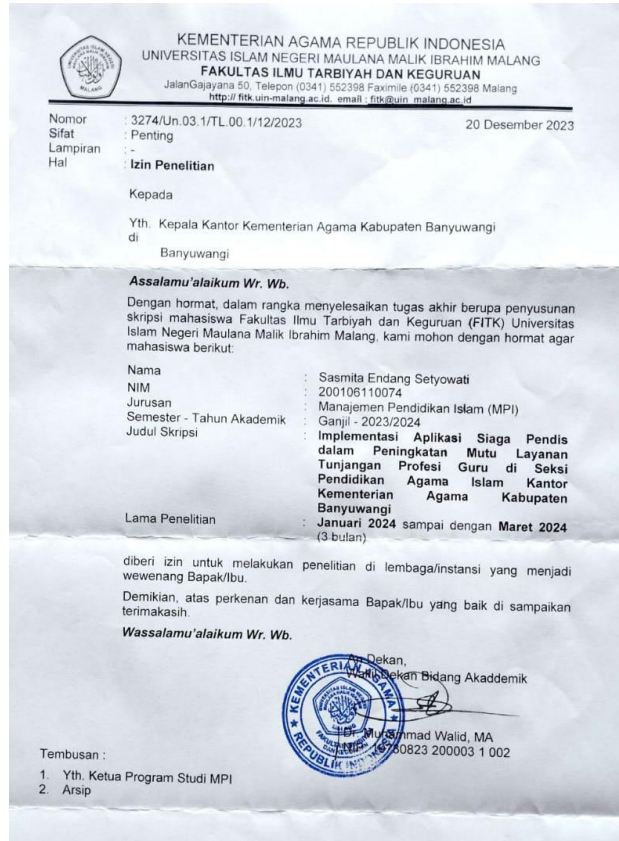 KEMENTERIAN AGAMA REPUBLIK INDONESIA
UNIVERSITAS ISLAM NEGERI MAULANA MALIK IBRAHIM MALANG
FAKULTAS ILMU TARBIYAH DAN KEGURUAN
JalanGajayana 50, Telepon (0341) 552398 Faximile (0341) 552398 Malang
http:// fitk.uin-malang.ac.id. email : fitk@uin malang.ac.id
Nomor : 3274/Un.03.1/TL.00.1/12/2023 20 Desember 2023
Sifat : Penting
Lampiran : -
Hal : Izin Penelitian
Kepada
Yth. Kepala Kantor Kementerian Agama Kabupaten Banyuwangi
di
Banyuwangi
Assalamu'alaikum Wr. Wb.
Dengan hormat, dalam rangka menyelesaikan tugas akhir berupa penyusunan
skripsi mahasiswa Fakultas Ilmu Tarbiyah dan Keguruan (FITK) Universitas
Islam Negeri Maulana Malik Ibrahim Malang, kami mohon dengan hormat agar
mahasiswa berikut:
Nama : Sasmita Endang Setyowati
NIM : 200106110074
Jurusan : Manajemen Pendidikan Islam (MPI)
Semester - Tahun Akademik : Ganjil - 2023/2024
Judul Skripsi : Implementasi Aplikasi Siaga Pendis
dalam Peningkatan Mutu Layanan
Tunjangan Profesi Guru di Seksi
Pendidikan Agama Islam Kantor
Kementerian Agama Kabupaten
Banyuwangi
Lama Penelitian : Januari 2024 sampai dengan Maret 2024
(3 bulan)
diberi izin untuk melakukan penelitian di lembaga/instansi yang menjadi
wewenang Bapak/Ibu.
Demikian, atas perkenan dan kerjasama Bapak/Ibu yang baik di sampaikan
terimakasih.
Wassalamu'alaikum Wr. Wb.
An Dekan,
Wakil Dekan Bidang Akaddemik
KEMENTERIAN AGAMA
REPUBLIK INDONESIA
Dr. Muhammad Walid, MA
19730823 200003 1 002
Tembusan :
1. Yth. Ketua Program Studi MPI
2. Arsip